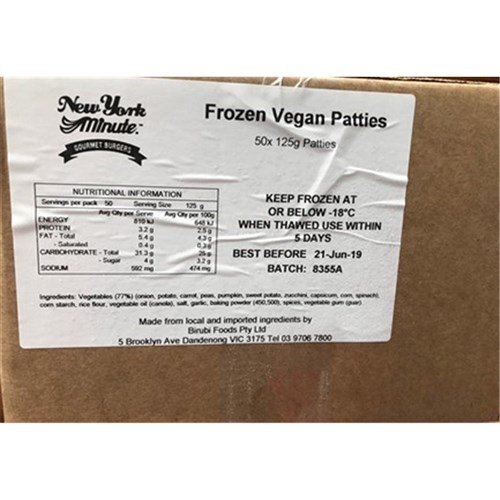 New York
Minute.™
GOURMET BURGERS
Frozen Vegan Patties
50x 125g Patties
NUTRITIONAL INFORMATION
Servings per pack 50 Serving Size 125 g
Avg Qty per Serve Avg Qty per 100g
ENERGY 810 kJ 648 kJ
PROTEIN 3.2 g 2.5 g
FAT - Total 5.4 g 4.3 g
- Saturated 0.4 g 0.3 g
CARBOHYDRATE - Total 31.3 g 25 g
- Sugar 4 g 3.2 g
SODIUM 592 mg 474 mg
KEEP FROZEN AT
OR BELOW -18°C
WHEN THAWED USE WITHIN
5 DAYS
BEST BEFORE 21-Jun-19
BATCH: 8355A
Ingredients: Vegetables (77%) (onion, potato, carrot, peas, pumpkin, sweet potato, zucchini, capsicum, corn, spinach),
corn starch, rice flour, vegetable oil (canola), salt, garlic, baking powder (450,500), spices, vegetable gum (guar).
Made from local and imported ingredients by
Birubi Foods Pty Ltd
5 Brooklyn Ave Dandenong VIC 3175 Tel 03 9706 7800